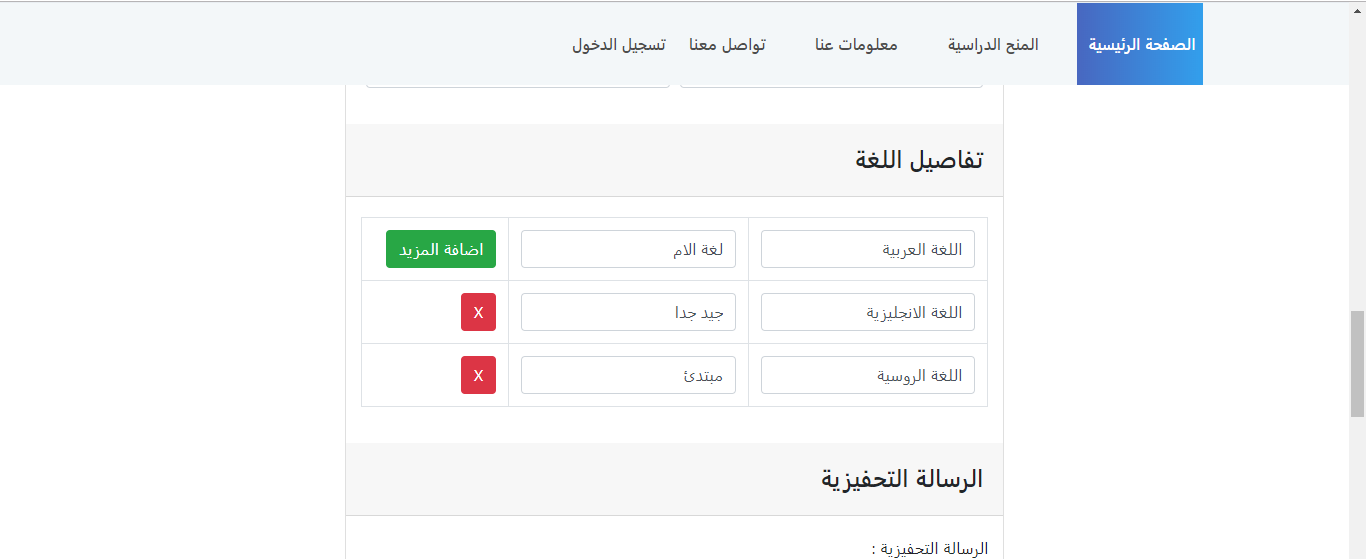 الصفحة الرئيسية المنح الدراسية معلومات عنا تواصل معنا تسجيل الدخول
تفاصيل اللغة
اللغة العربية لغة الام اضافة المزيد
اللغة الانجليزية جيد جدا X
اللغة الروسية مبتدئ X
الرسالة التحفيزية
الرسالة التحفيزية :